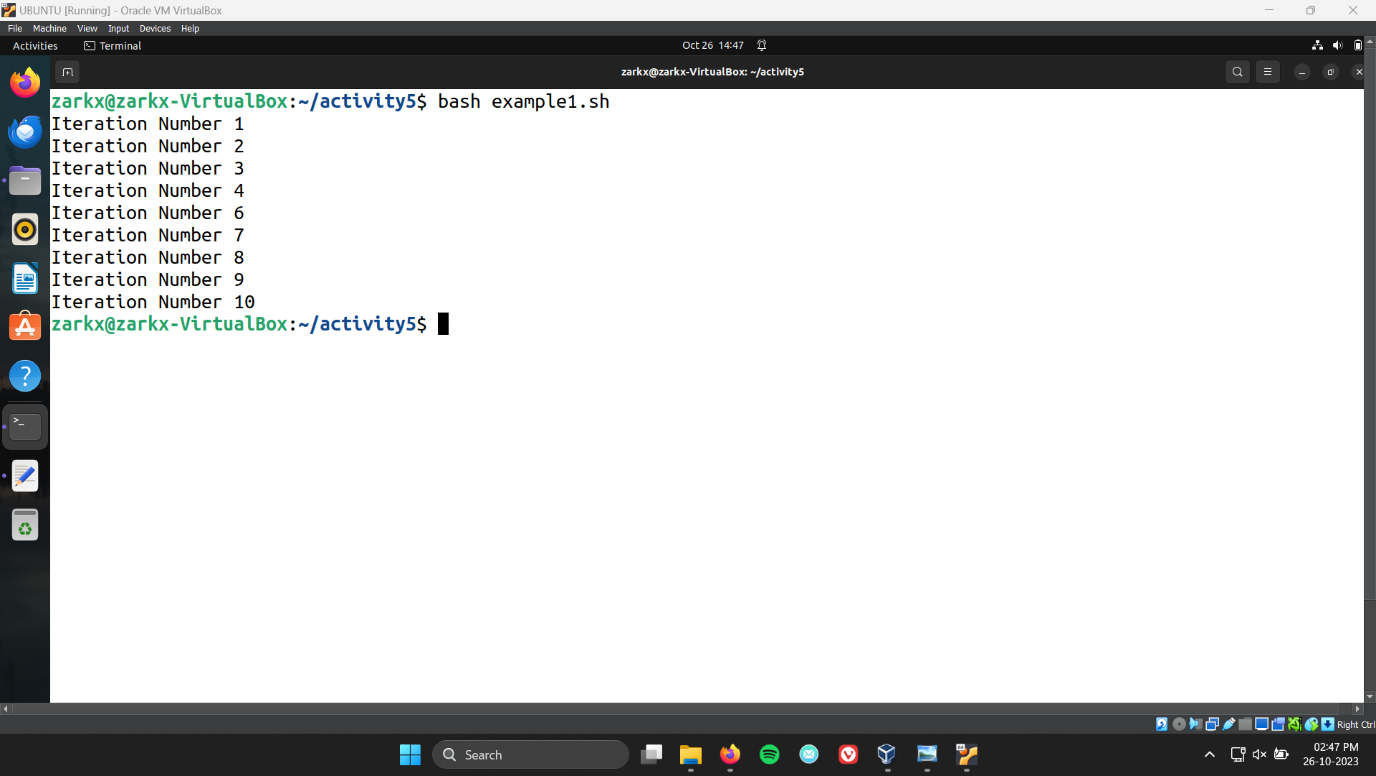 UBUNTU [Running] - Oracle VM VirtualBox
File Machine View Input Devices Help
Activities Terminal Oct 26 14:47
zarkx@zarkx-VirtualBox: ~/activity5
zarkx@zarkx-VirtualBox:~/activity5$ bash example1.sh
Iteration Number 1
Iteration Number 2
Iteration Number 3
Iteration Number 4
Iteration Number 6
Iteration Number 7
Iteration Number 8
Iteration Number 9
Iteration Number 10
zarkx@zarkx-VirtualBox:~/activity5$
Right Ctrl
Search
02:47 PM
26-10-2023